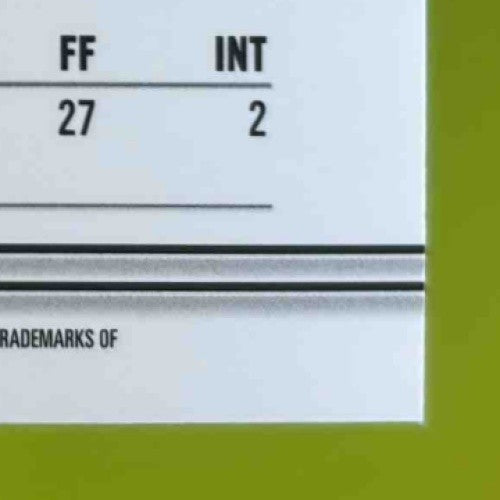 FF INT
27 2
RADEMARKS OF